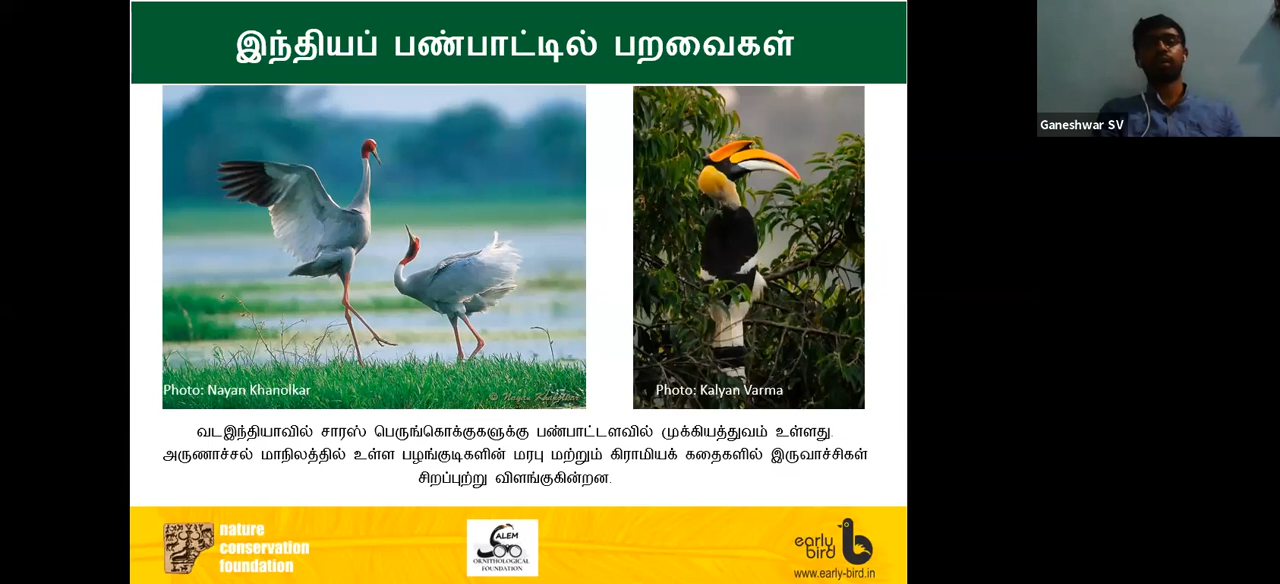 இந்தியப் பண்பாட்டில் பறவைகள்
Ganeshwar SV
Photo: Nayan Khanolkar
© Nayan Khanolkar
Photo: Kalyan Varma
வடஇந்தியாவில் சாரஸ் பெருங்கொக்குகளுக்கு பண்பாட்டளவில் முக்கியத்துவம் உள்ளது.
அருணாச்சல் மாநிலத்தில் உள்ள பழங்குடிகளின் மரபு மற்றும் கிராமியக் கதைகளில் இருவாச்சிகள்
சிறப்புற்று விளங்குகின்றன.
nature
conservation
foundation
SALEM
ORNITHOLOGICAL
FOUNDATION
early
bird
www.early-bird.in